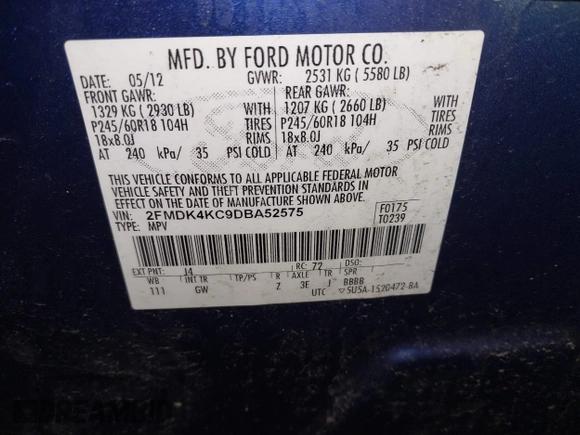 MFD. BY FORD MOTOR CO.
DATE: 05/12 GVWR: 2531 KG ( 5580 LB)
FRONT GAWR: REAR GAWR:
1329 KG ( 2930 LB) WITH 1207 KG ( 2660 LB) WITH
P245/60R18 104H TIRES P245/60R18 104H TIRES
18x8.0J RIMS 18x8.0J RIMS
AT 240 kPa/ 35 PSI COLD AT 240 kPa/ 35 PSI COLD
THIS VEHICLE CONFORMS TO ALL APPLICABLE FEDERAL MOTOR
VEHICLE SAFETY AND BUMPER STANDARDS IN
EFFECT ON THE DATE OF MANUFACTURE SHOWN ABOVE.
VIN: 2FMDK4KC9DBA52575 F0175
TYPE: MPV T0239
EXT PNT: J4 RC: 72 DSO:
WB INT TR TP/PS R AXLE TR SPR
111 GW Z 3E J BBBB
UTC ▽5U5A-1520472-BA